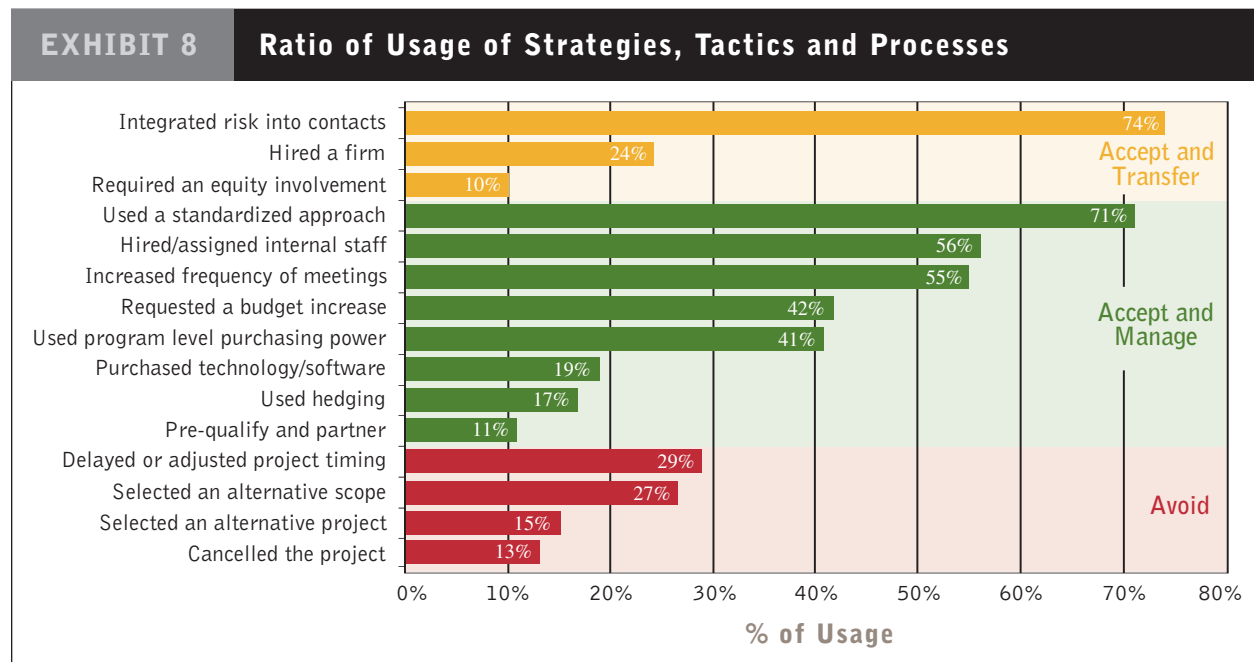 EXHIBIT 8
Ratio of Usage of Strategies, Tactics and Processes
Integrated risk into contacts
74%
Hired a firm
24%
Required an equity involvement
10%
Accept and
Transfer
Used a standardized approach
71%
Hired/assigned internal staff
56%
Increased frequency of meetings
55%
Requested a budget increase
42%
Used program level purchasing power
41%
Purchased technology/software
19%
Used hedging
17%
Pre-qualify and partner
11%
Accept and
Manage
Delayed or adjusted project timing
29%
Selected an alternative scope
27%
Selected an alternative project
15%
Cancelled the project
13%
Avoid
0% 10% 20% 30% 40% 50% 60% 70% 80%
% of Usage